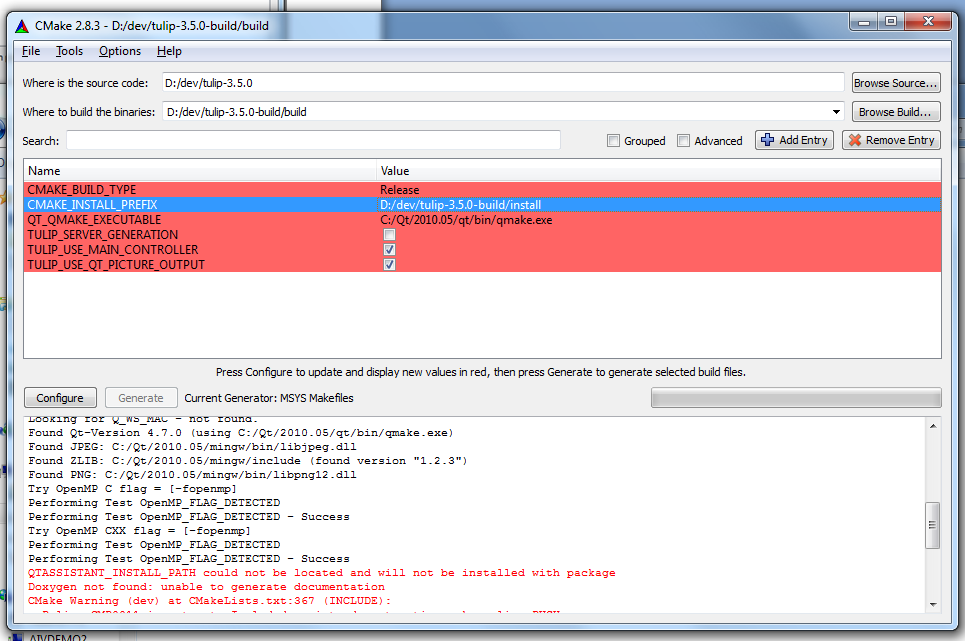 CMake 2.8.3 - D:/dev/tulip-3.5.0-build/build
File Tools Options Help
Where is the source code: D:/dev/tulip-3.5.0 Browse Source...
Where to build the binaries: D:/dev/tulip-3.5.0-build/build Browse Build...
Search: Grouped Advanced Add Entry Remove Entry
Name Value
CMAKE_BUILD_TYPE Release
CMAKE_INSTALL_PREFIX D:/dev/tulip-3.5.0-build/install
QT_QMAKE_EXECUTABLE C:/Qt/2010.05/qt/bin/qmake.exe
TULIP_SERVER_GENERATION
TULIP_USE_MAIN_CONTROLLER
TULIP_USE_QT_PICTURE_OUTPUT
Press Configure to update and display new values in red, then press Generate to generate selected build files.
Configure Generate Current Generator: MSYS Makefiles
Looking for Q_WS_MAC - not found.
Found Qt-Version 4.7.0 (using C:/Qt/2010.05/qt/bin/qmake.exe)
Found JPEG: C:/Qt/2010.05/mingw/bin/libjpeg.dll
Found ZLIB: C:/Qt/2010.05/mingw/include (found version "1.2.3")
Found PNG: C:/Qt/2010.05/mingw/bin/libpng12.dll
Try OpenMP C flag = [-fopenmp]
Performing Test OpenMP_FLAG_DETECTED
Performing Test OpenMP_FLAG_DETECTED - Success
Try OpenMP CXX flag = [-fopenmp]
Performing Test OpenMP_FLAG_DETECTED
Performing Test OpenMP_FLAG_DETECTED - Success
QTASSISTANT_INSTALL_PATH could not be located and will not be installed with package
Doxygen not found: unable to generate documentation
CMake Warning (dev) at CMakeLists.txt:367 (INCLUDE):
AIVDEMO2